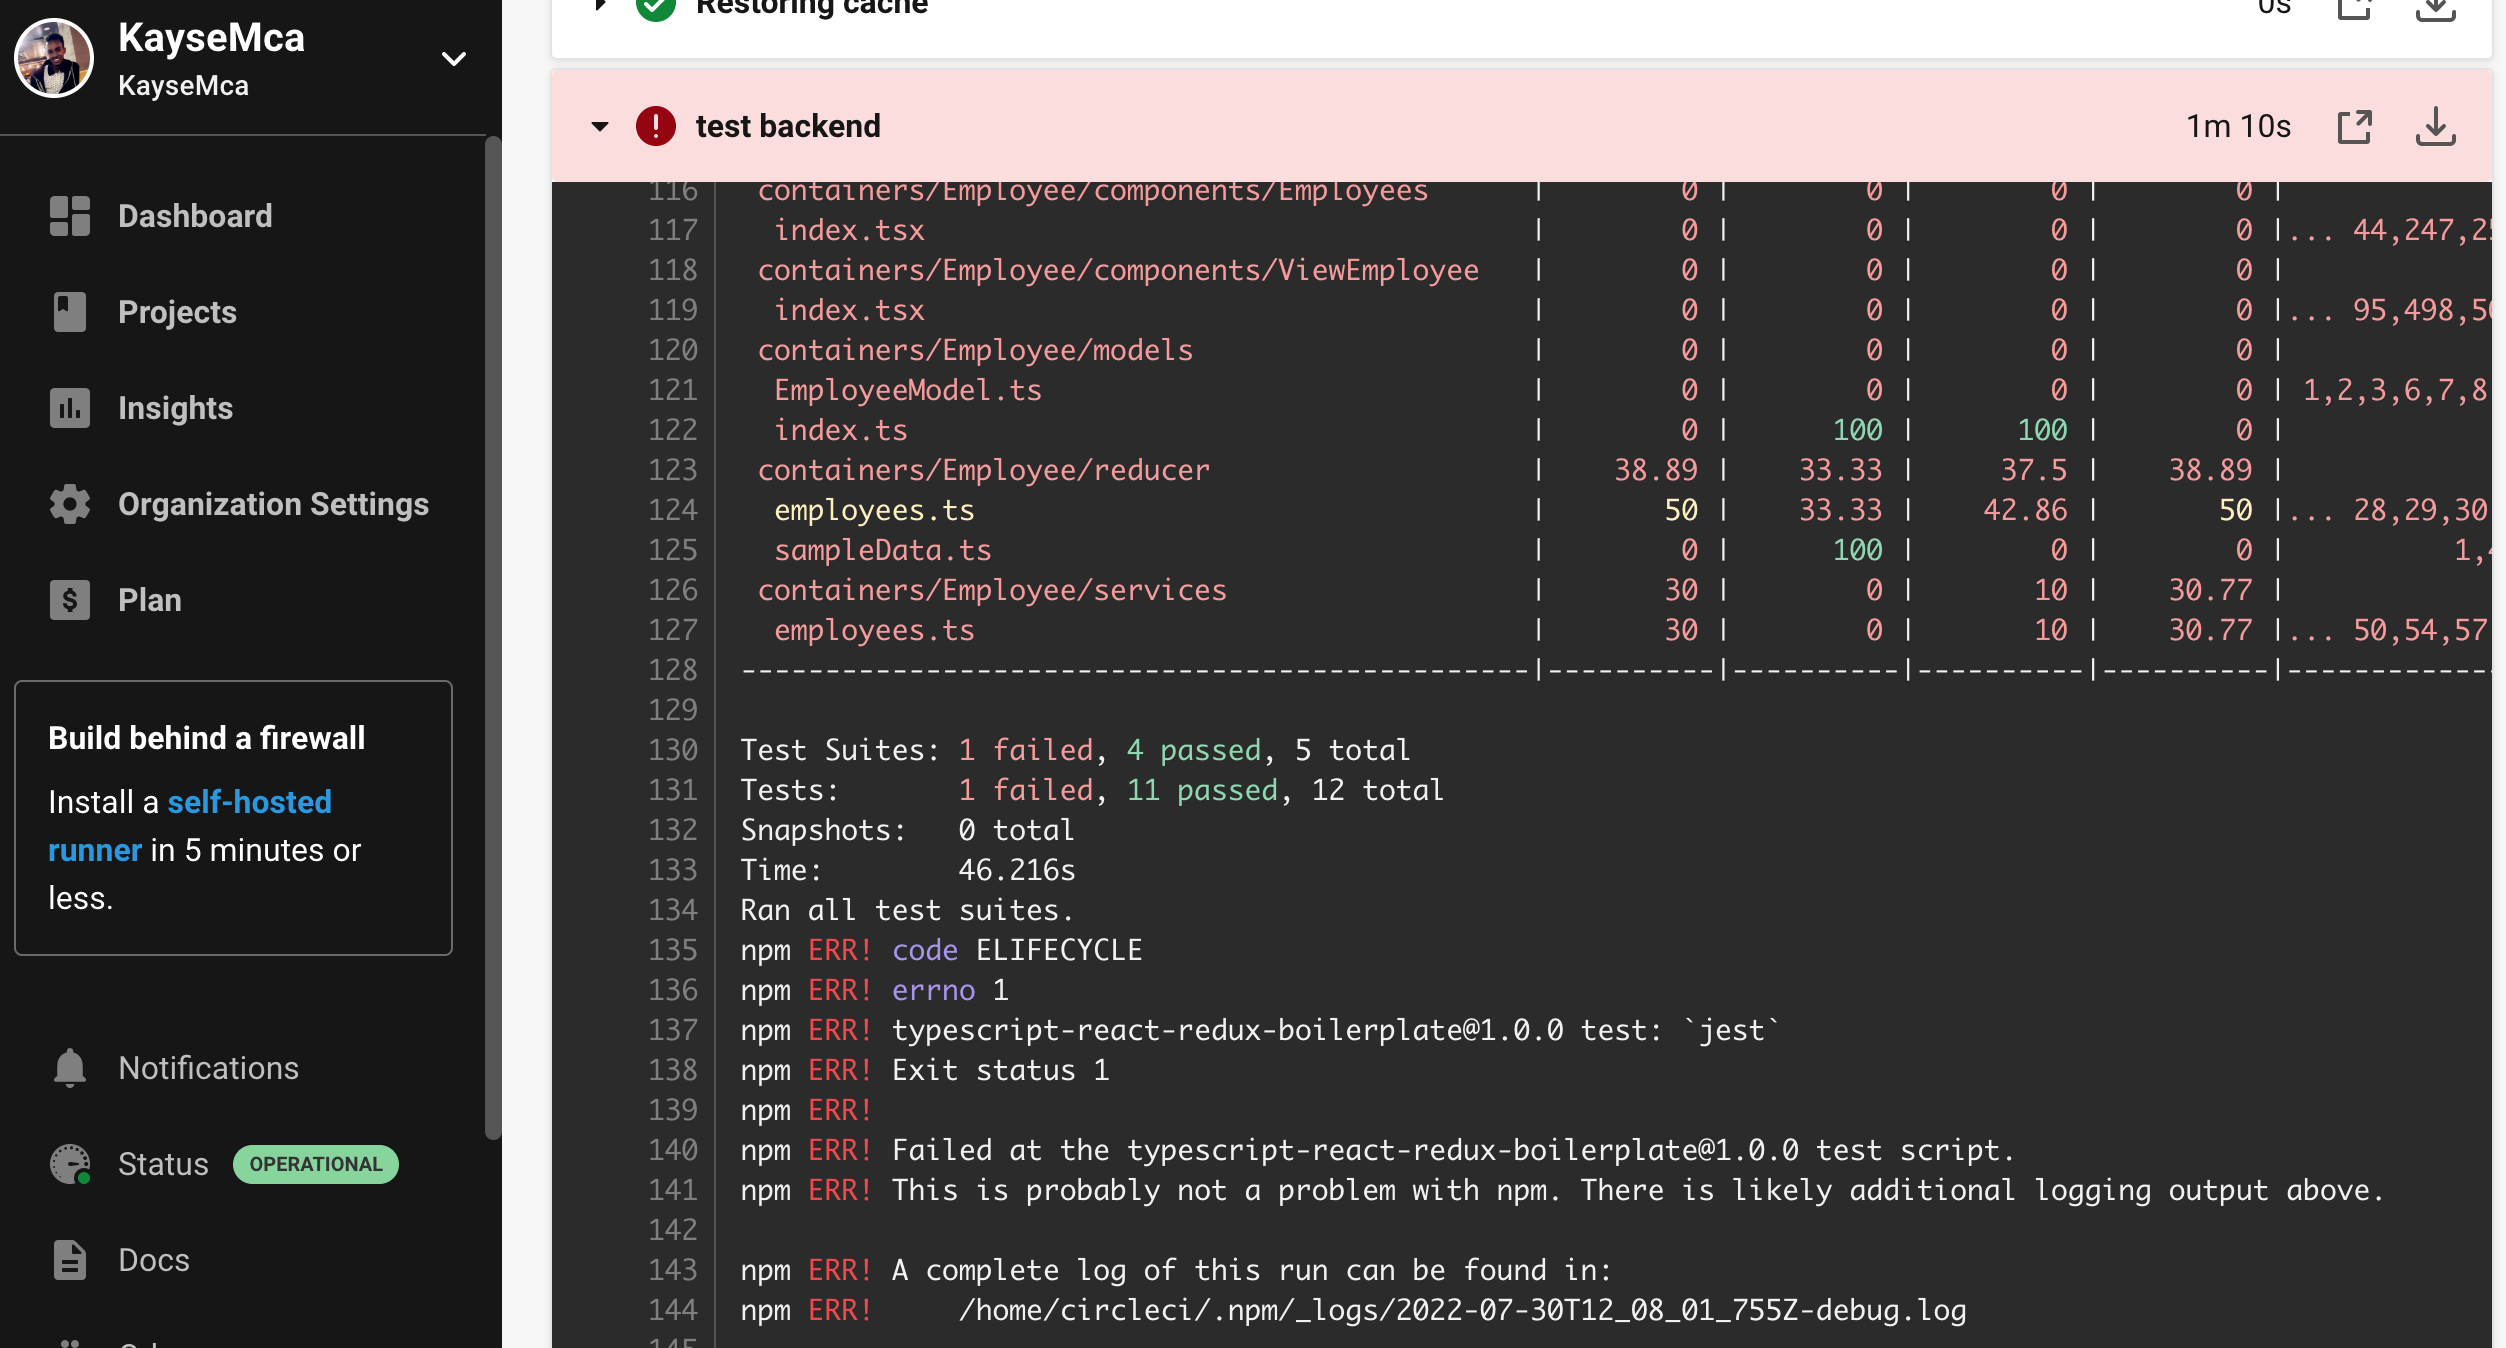 KayseMca
KayseMca
Dashboard
Projects
Insights
Organization Settings
Plan
Build behind a firewall
Install a self-hosted
runner in 5 minutes or
less.
Notifications
Status OPERATIONAL
Docs
Restoring cache 0s
test backend 1m 10s
116 containers/Employee/components/Employees | 0 | 0 | 0 | 0 |
117 index.tsx | 0 | 0 | 0 | 0 |... 44,247,25
118 containers/Employee/components/ViewEmployee | 0 | 0 | 0 | 0 |
119 index.tsx | 0 | 0 | 0 | 0 |... 95,498,50
120 containers/Employee/models | 0 | 0 | 0 | 0 |
121 EmployeeModel.ts | 0 | 0 | 0 | 0 | 1,2,3,6,7,8
122 index.ts | 0 | 100 | 100 | 0 |
123 containers/Employee/reducer | 38.89 | 33.33 | 37.5 | 38.89 |
124 employees.ts | 50 | 33.33 | 42.86 | 50 |... 28,29,30
125 sampleData.ts | 0 | 100 | 0 | 0 | 1,4
126 containers/Employee/services | 30 | 0 | 10 | 30.77 |
127 employees.ts | 30 | 0 | 10 | 30.77 |... 50,54,57
128 -----------------------------------------------|----------|----------|----------|----------|-------------
129
130 Test Suites: 1 failed, 4 passed, 5 total
131 Tests: 1 failed, 11 passed, 12 total
132 Snapshots: 0 total
133 Time: 46.216s
134 Ran all test suites.
135 npm ERR! code ELIFECYCLE
136 npm ERR! errno 1
137 npm ERR! typescript-react-redux-boilerplate@1.0.0 test: `jest`
138 npm ERR! Exit status 1
139 npm ERR!
140 npm ERR! Failed at the typescript-react-redux-boilerplate@1.0.0 test script.
141 npm ERR! This is probably not a problem with npm. There is likely additional logging output above.
142
143 npm ERR! A complete log of this run can be found in:
144 npm ERR! /home/circleci/.npm/_logs/2022-07-30T12_08_01_755Z-debug.log
145